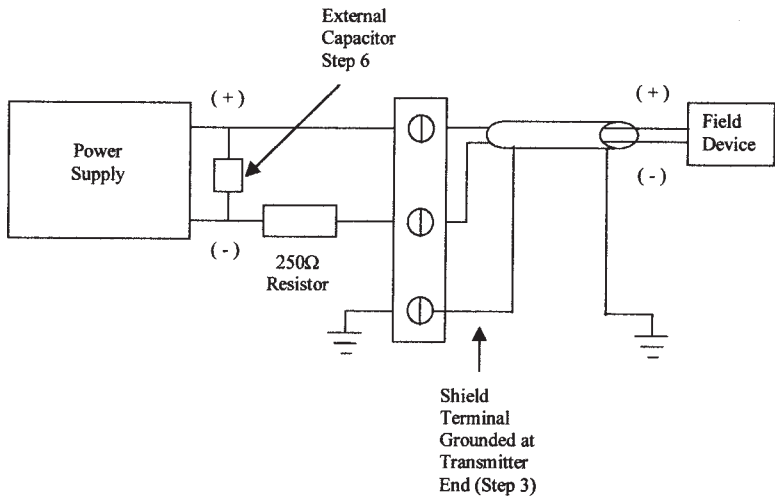 External
Capacitor
Step 6
(+)
(+)
Power
Supply
Field
Device
(-)
(-)
250Ω
Resistor
Shield
Terminal
Grounded at
Transmitter
End (Step 3)